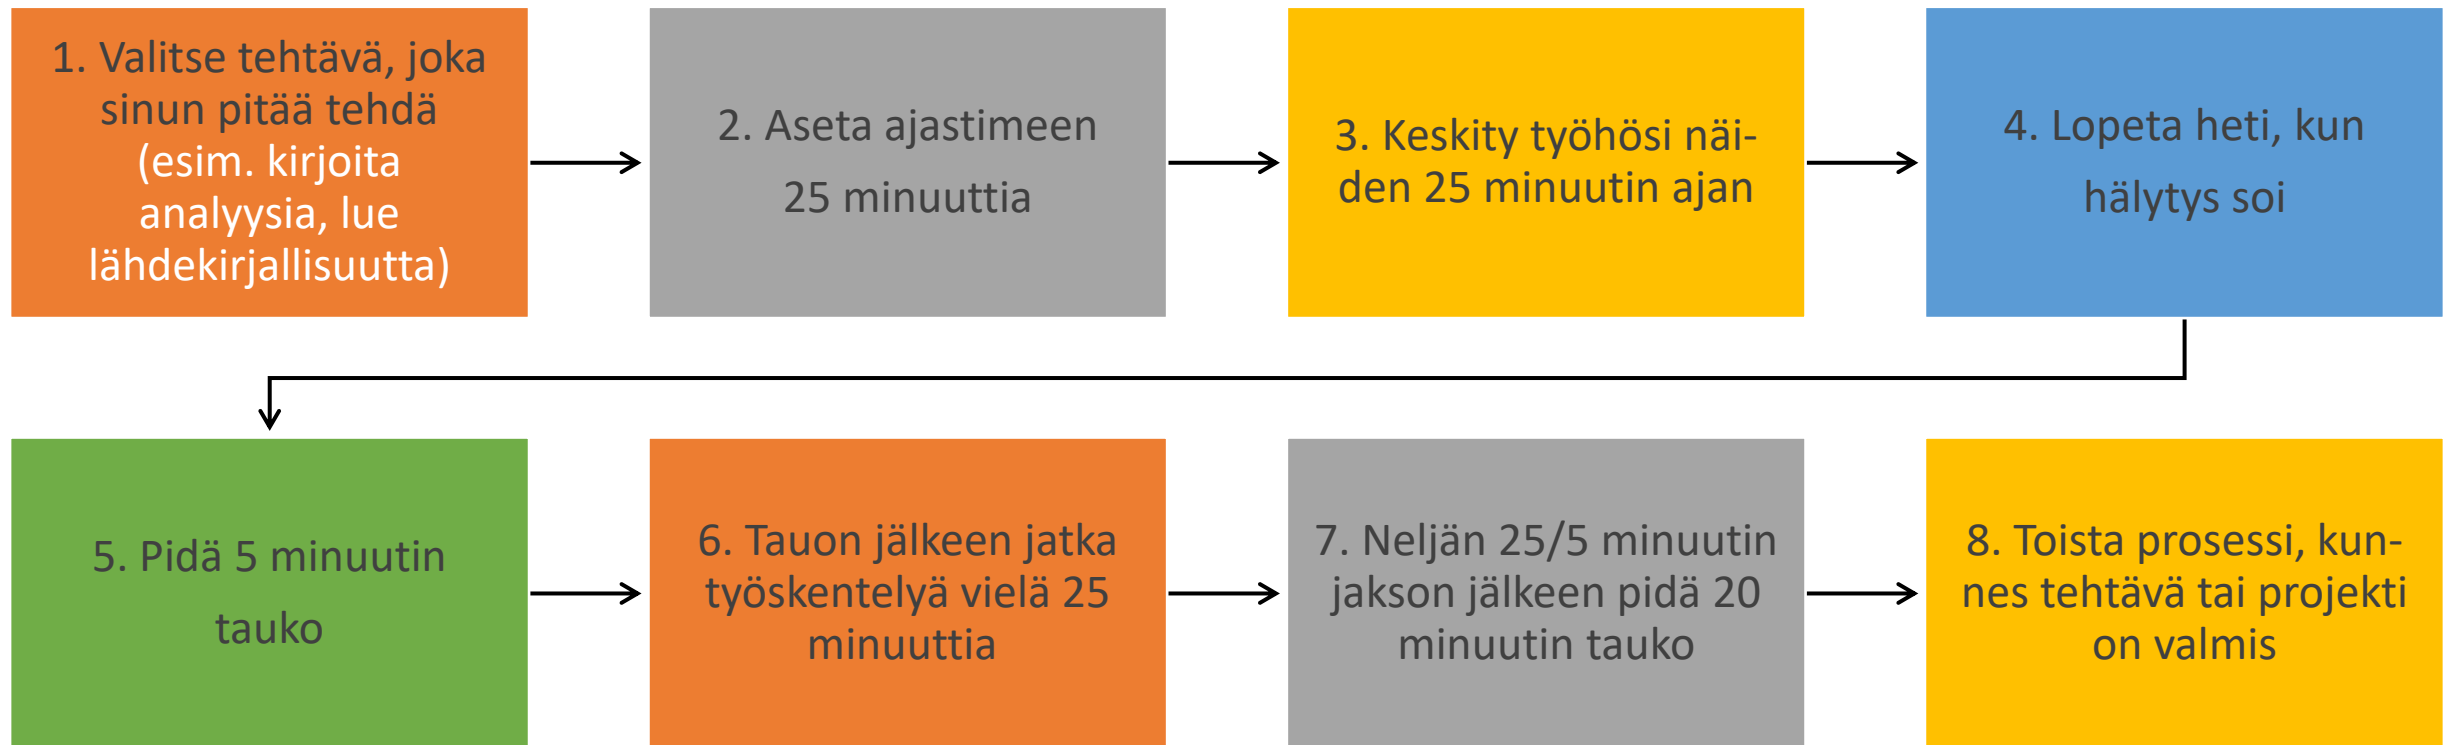 1. Valitse tehtävä, joka
sinun pitää tehdä
(esim. kirjoita
analyysia, lue
lähdekirjallisuutta)
2. Aseta ajastimeen
25 minuuttia
3. Keskity työhösi näi-
den 25 minuutin ajan
4. Lopeta heti, kun
hälytys soi
5. Pidä 5 minuutin
tauko
6. Tauon jälkeen jatka
työskentelyä vielä 25
minuuttia
7. Neljän 25/5 minuutin
jakson jälkeen pidä 20
minuutin tauko
8. Toista prosessi, kun-
nes tehtävä tai projekti
on valmis